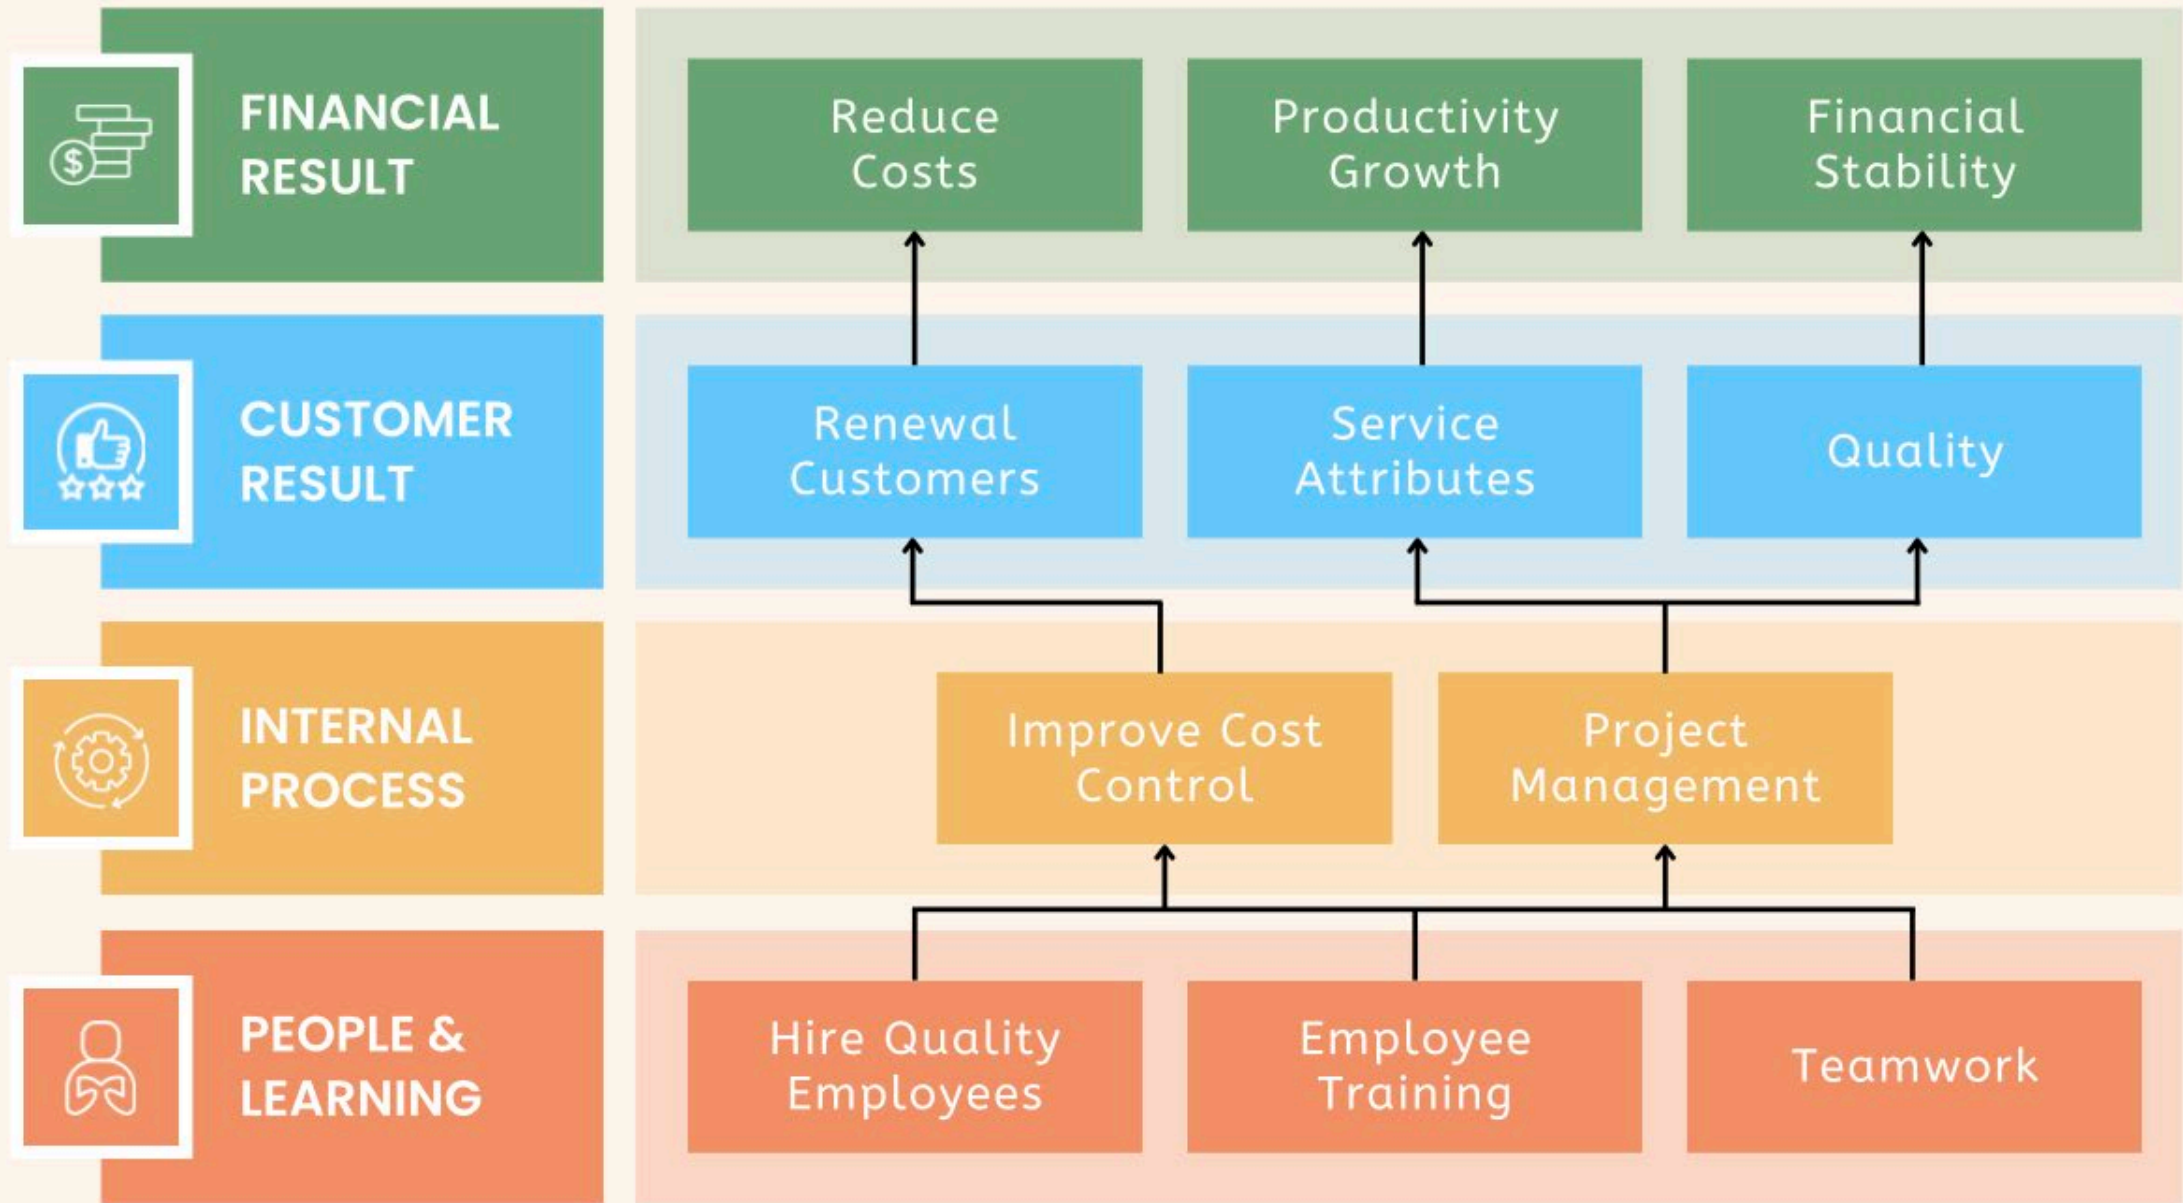 FINANCIAL
RESULT
$
Reduce
Costs
Productivity
Growth
Financial
Stability
CUSTOMER
RESULT
Renewal
Customers
Service
Attributes
Quality
INTERNAL
PROCESS
Improve Cost
Control
Project
Management
PEOPLE &
LEARNING
Hire Quality
Employees
Employee
Training
Teamwork